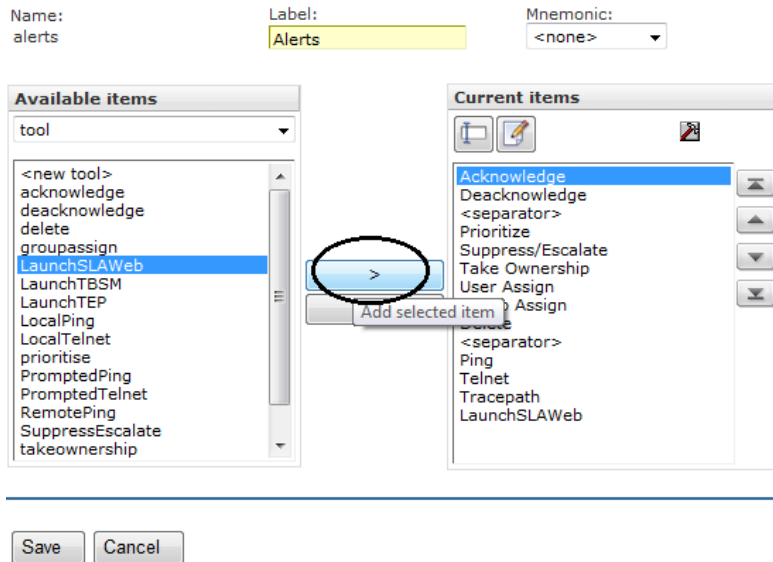 Name: Label: Mnemonic:
alerts Alerts <none>
Available items
tool
<new tool>
acknowledge
deacknowledge
delete
groupassign
LaunchSLAWeb
LaunchTBSM
LaunchTEP
LocalPing
LocalTelnet
prioritise
PromptedPing
PromptedTelnet
RemotePing
SuppressEscalate
takeownership
>
Add selected item
Current items
Acknowledge
Deacknowledge
<separator>
Prioritize
Suppress/Escalate
Take Ownership
User Assign
Assign
Delete
<separator>
Ping
Telnet
Tracepath
LaunchSLAWeb
Save Cancel